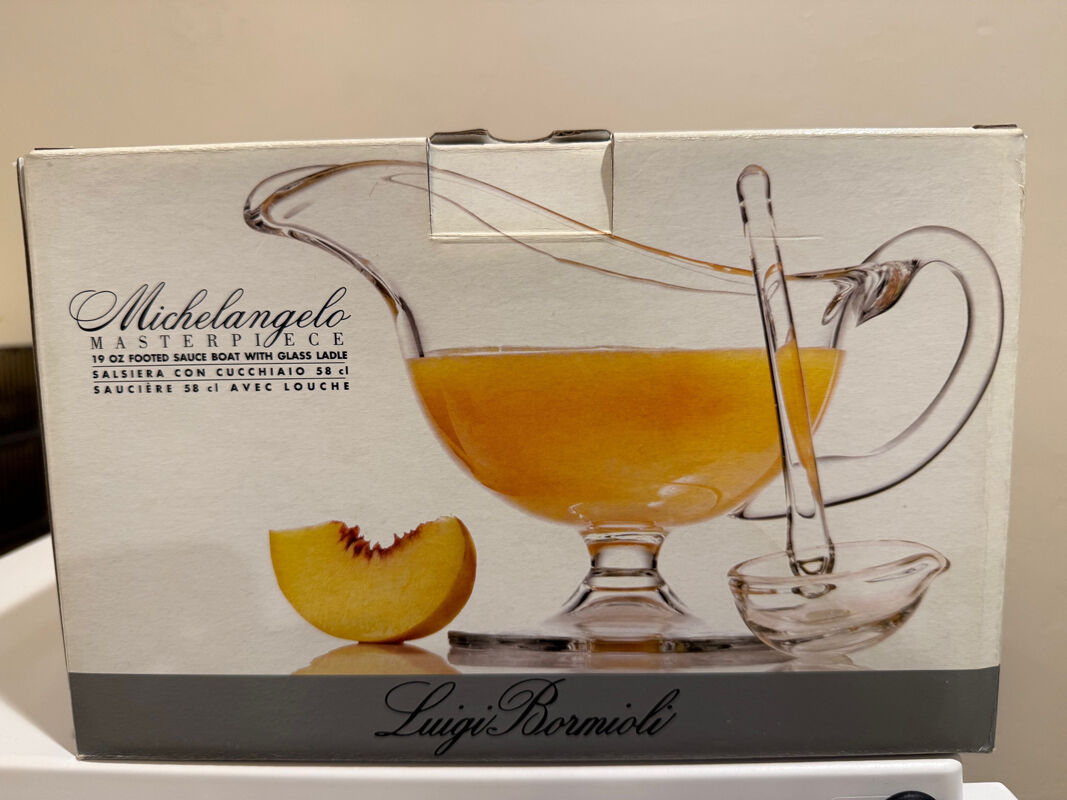 Michelangelo
MASTERPIECE
19 OZ FOOTED SAUCE BOAT WITH GLASS LADLE
SALSIERA CON CUCCHIAIO 58 cl
SAUCIÈRE 58 cl AVEC LOUCHE
Luigi Bormioli